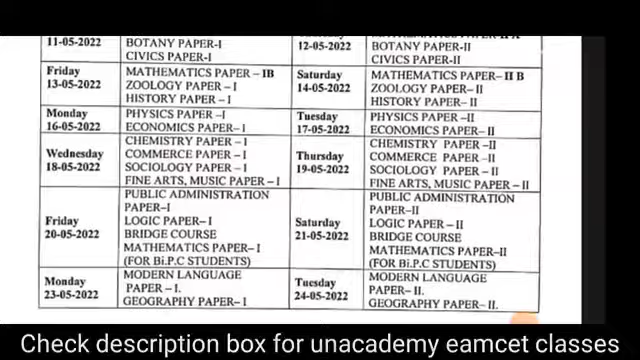 11-05-2022
BOTANY PAPER-I
CIVICS PAPER-I
12-05-2022
BOTANY PAPER-II
CIVICS PAPER-II
Friday
13-05-2022
MATHEMATICS PAPER – IB
ZOOLOGY PAPER – I
HISTORY PAPER – I
Saturday
14-05-2022
MATHEMATICS PAPER – II B
ZOOLOGY PAPER – II
HISTORY PAPER – II
Monday
16-05-2022
PHYSICS PAPER –I
ECONOMICS PAPER– I
Tuesday
17-05-2022
PHYSICS PAPER –II
ECONOMICS PAPER– II
Wednesday
18-05-2022
CHEMISTRY PAPER – I
COMMERCE PAPER – I
SOCIOLOGY PAPER – I
FINE ARTS, MUSIC PAPER – I
Thursday
19-05-2022
CHEMISTRY PAPER –II
COMMERCE PAPER –II
SOCIOLOGY PAPER – II
FINE ARTS, MUSIC PAPER – II
Friday
20-05-2022
PUBLIC ADMINISTRATION
PAPER-I
LOGIC PAPER– I
BRIDGE COURSE
MATHEMATICS PAPER– I
(FOR Bi.P.C STUDENTS)
Saturday
21-05-2022
PUBLIC ADMINISTRATION
PAPER-II
LOGIC PAPER –II
BRIDGE COURSE
MATHEMATICS PAPER–II
(FOR Bi.P.C STUDENTS)
Monday
23-05-2022
MODERN LANGUAGE
PAPER – I.
GEOGRAPHY PAPER– I
Tuesday
24-05-2022
MODERN LANGUAGE
PAPER– II.
GEOGRAPHY PAPER– II.
Check description box for unacademy eamcet classes